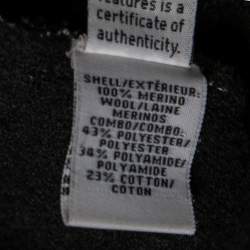 features is a
certificate of
authenticity.
SHELL/EXTÉRIEUR:
100% MERINO
WOOL/LAINE
MERINOS
COMBO/COMBO:
43% POLYESTER/
POLYESTER
34% POLYAMIDE/
POLYAMIDE
23% COTTON/
COTON